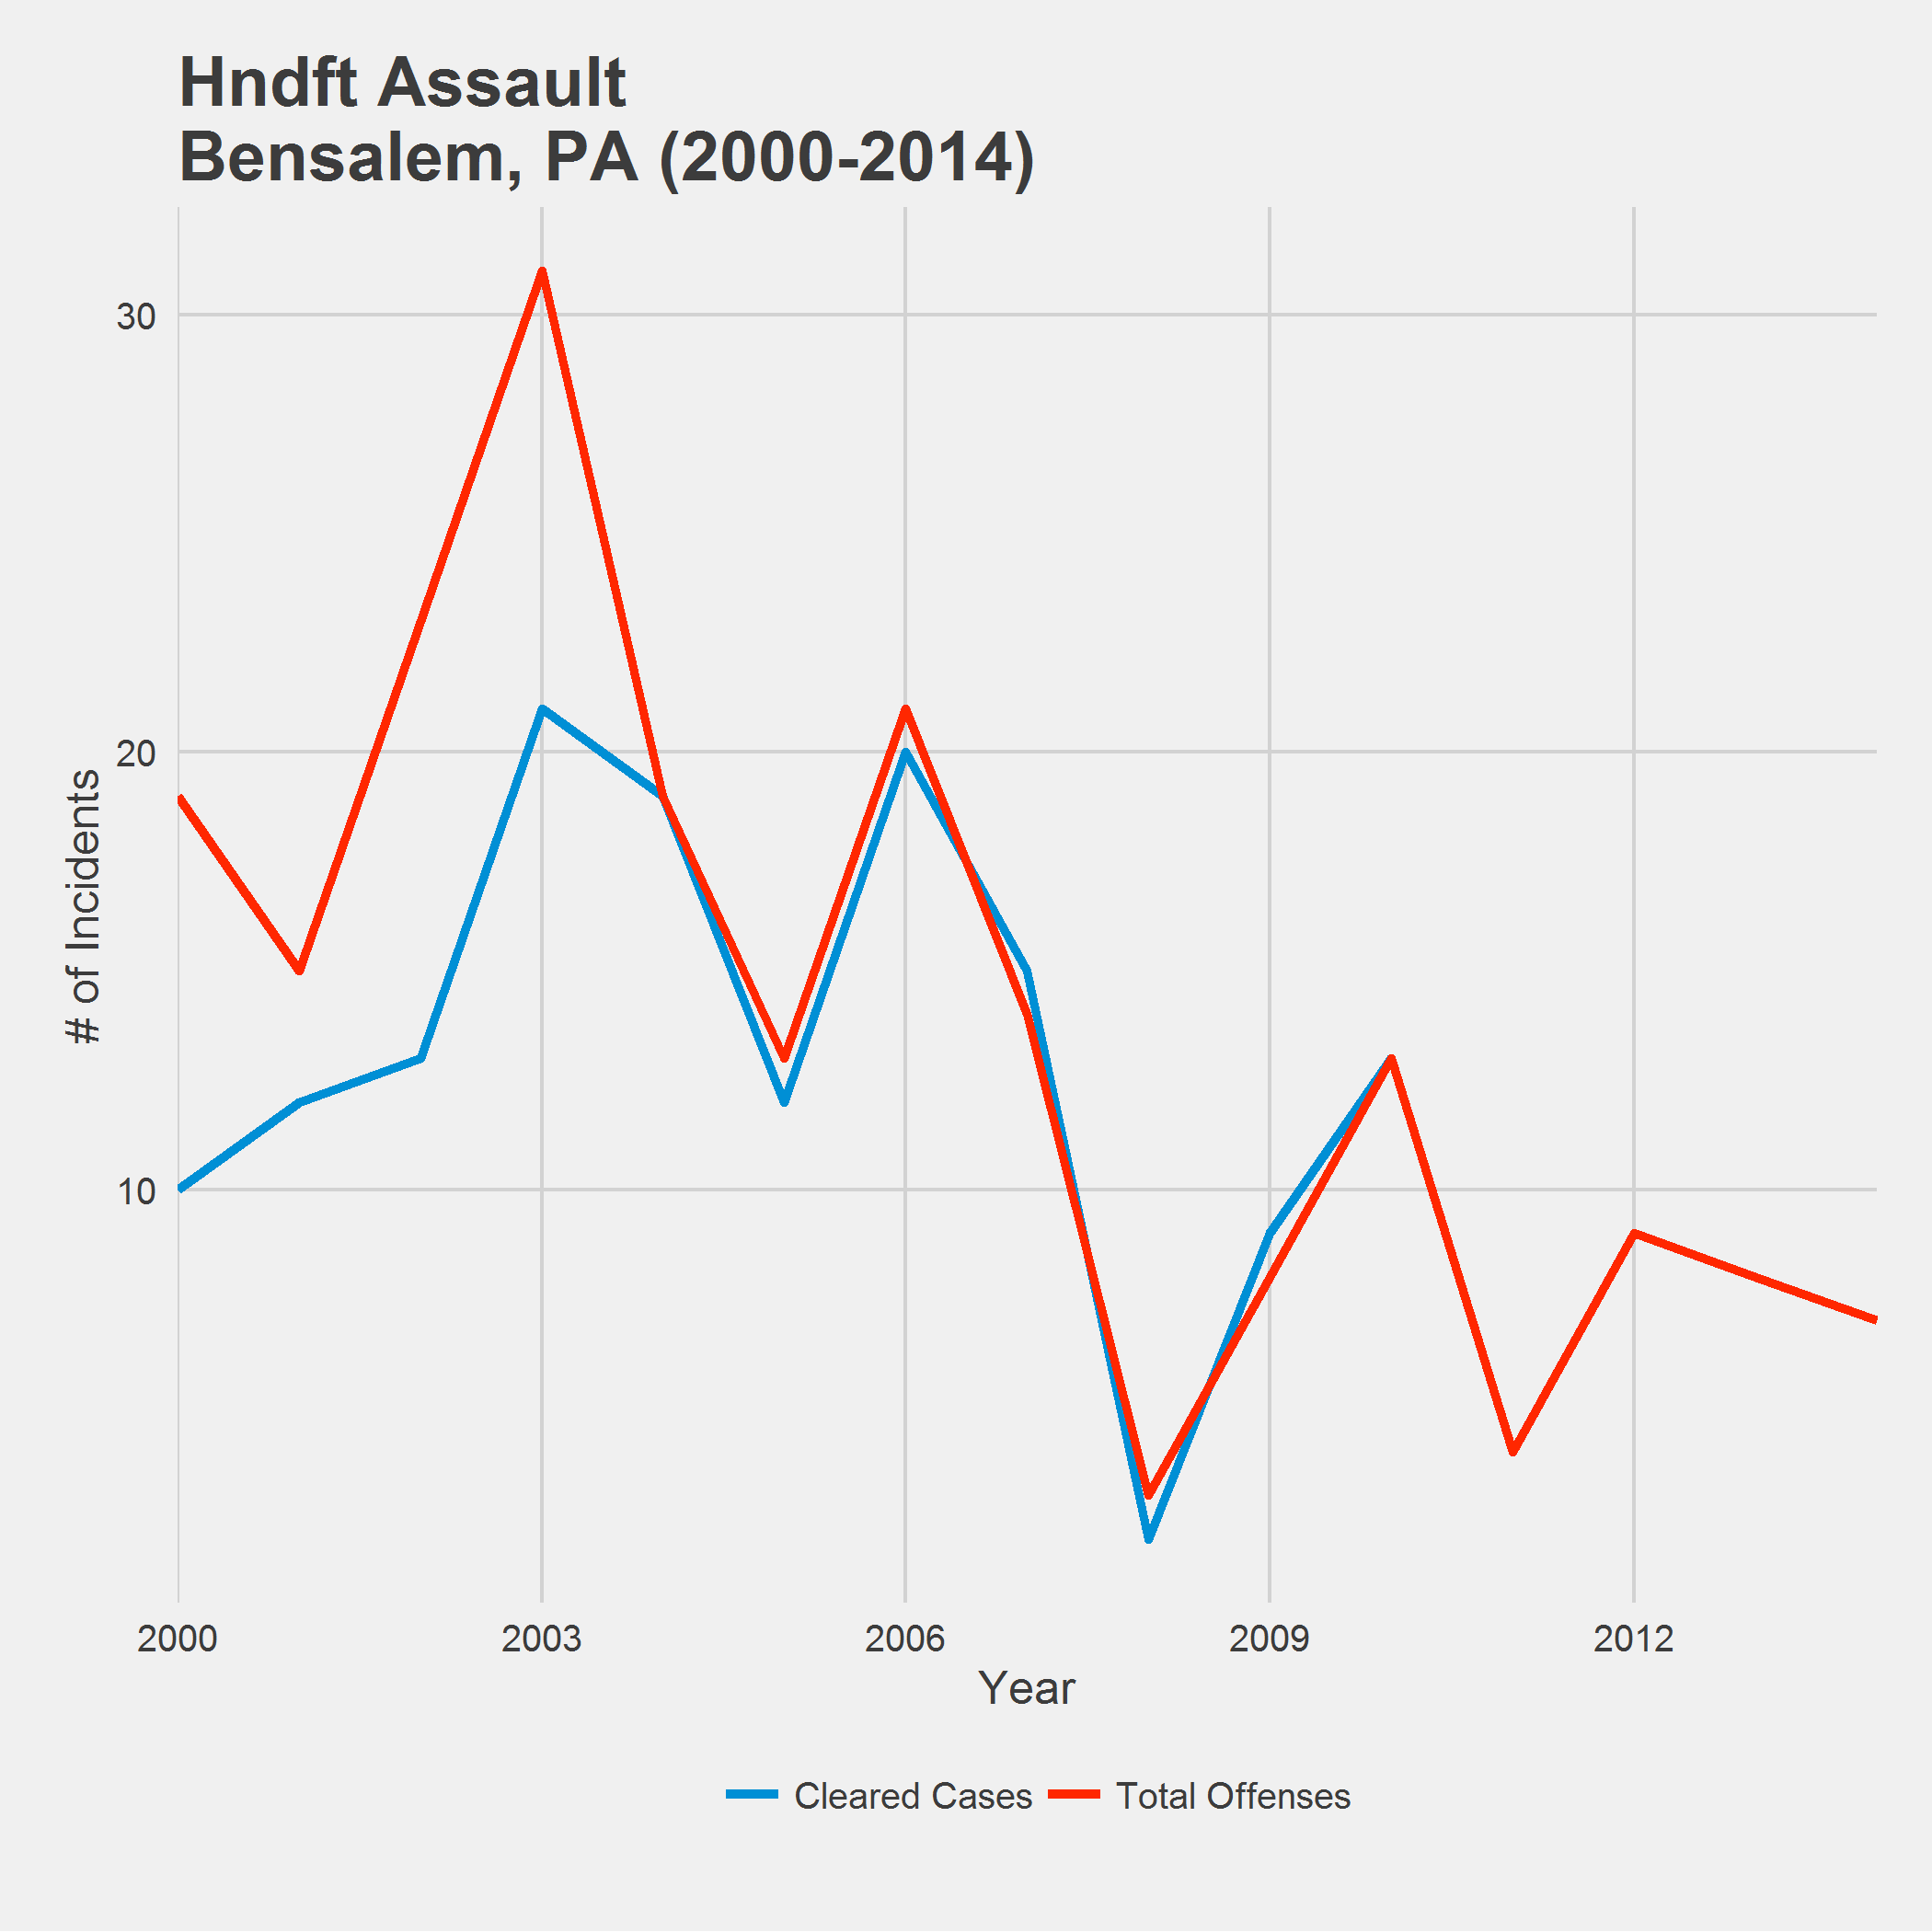 Hndft Assault
Bensalem, PA (2000-2014)
30
20
10
# of Incidents
2000 2003 2006 2009 2012
Year
Cleared Cases Total Offenses